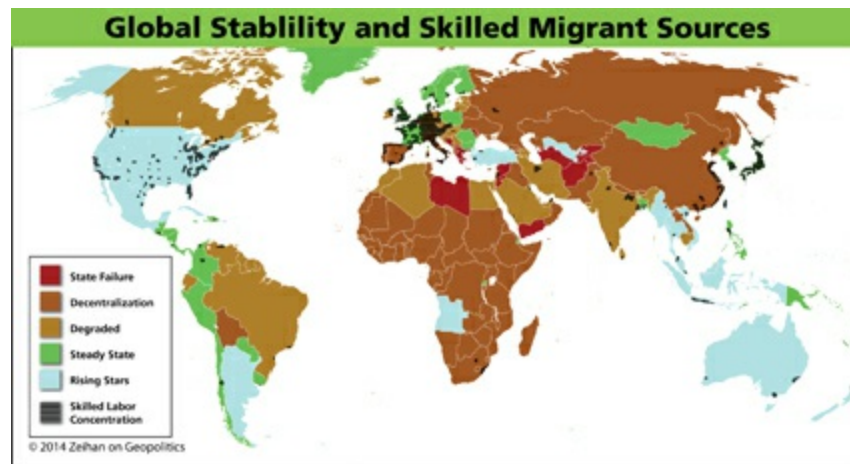 Global Stablility and Skilled Migrant Sources
State Failure
Decentralization
Degraded
Steady State
Rising Stars
Skilled Labor
Concentration
© 2014 Zeihan on Geopolitics